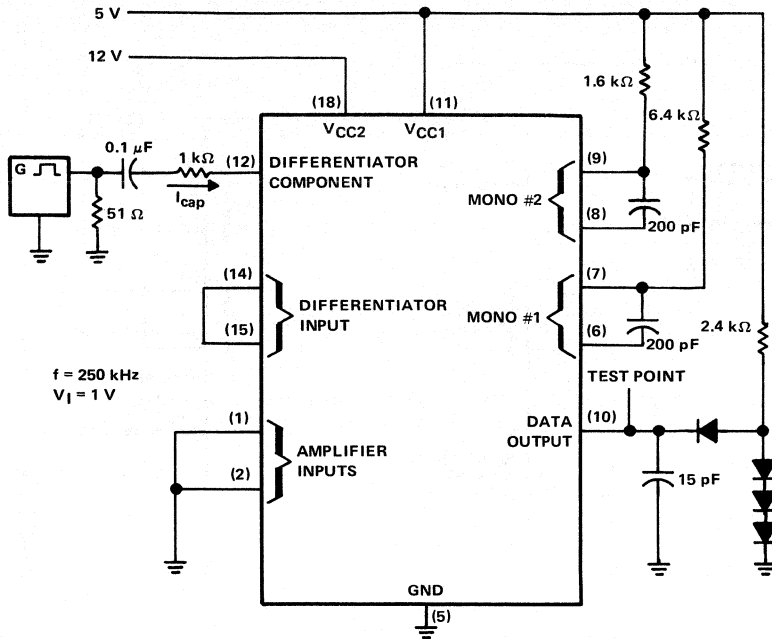 5 V
12 V
(18)
(11)
VCC2
VCC1
1.6 kΩ
6.4 kΩ
0.1 μF
1 kΩ
(12)
DIFFERENTIATOR
COMPONENT
G
Icap
51 Ω
(9)
MONO #2
(8)
200 pF
(14)
DIFFERENTIATOR
INPUT
(15)
(7)
MONO #1
(6)
200 pF
2.4 kΩ
f = 250 kHz
VI = 1 V
TEST POINT
(1)
AMPLIFIER
INPUTS
(2)
DATA
OUTPUT
(10)
15 pF
GND
(5)